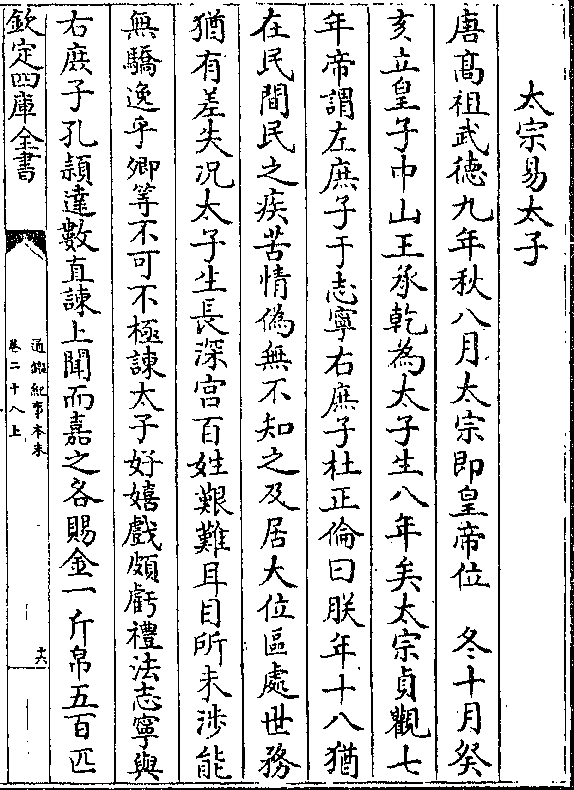 太宗易太子
唐髙祖武徳九年秋八月太宗即皇帝位　冬十月癸
亥立皇子中山王承乾為太子生八年矣太宗貞觀七
年帝謂左庶子于志寧右庶子杜正倫曰朕年十八猶
在民間民之疾苦情偽無不知之及居大位區處世務
猶有差失况太子生長深宫百姓艱難耳目所未渉能
無驕逸乎卿等不可不極諫太子好嬉戲頗虧禮法志寧與
右庶子孔頴達數直諫上聞而嘉之各賜金一斤帛五百匹
欽定四庫全書
通鑑紀事本末
卷二十八上
十六